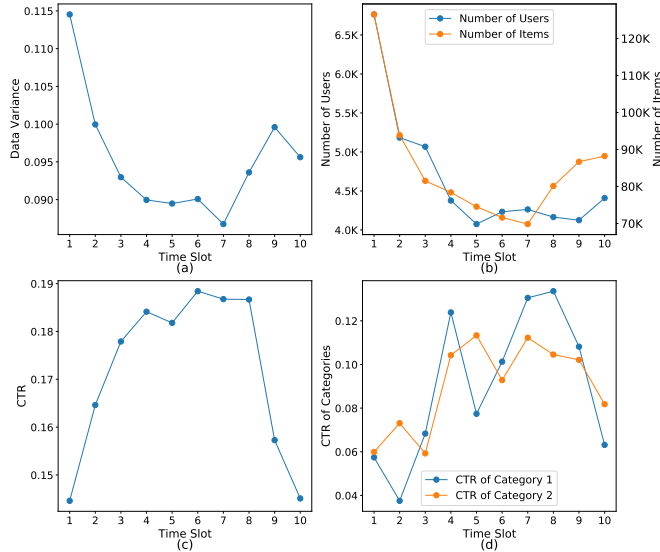 0.115
0.110
0.105
0.100
0.095
0.090
Data Variance
1 2 3 4 5 6 7 8 9 10
Time Slot
(a)
6.5K
6.0K
5.5K
5.0K
4.5K
4.0K
Number of Users
Number of Users
Number of Items
120K
110K
100K
90K
80K
70K
Number of Items
1 2 3 4 5 6 7 8 9 10
Time Slot
(b)
0.19
0.18
0.17
0.16
0.15
CTR
1 2 3 4 5 6 7 8 9 10
Time Slot
(c)
0.12
0.10
0.08
0.06
0.04
CTR of Categories
CTR of Category 1
CTR of Category 2
1 2 3 4 5 6 7 8 9 10
Time Slot
(d)